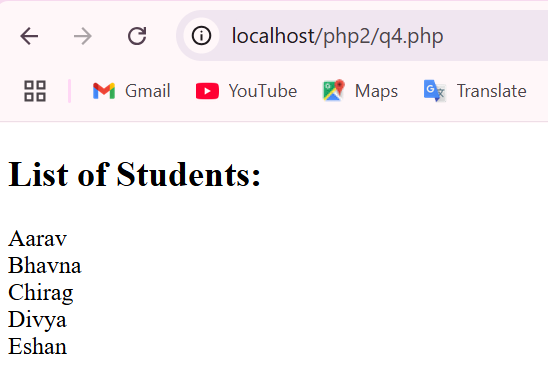 localhost/php2/q4.php
Gmail YouTube Maps Translate
List of Students:
Aarav
Bhavna
Chirag
Divya
Eshan